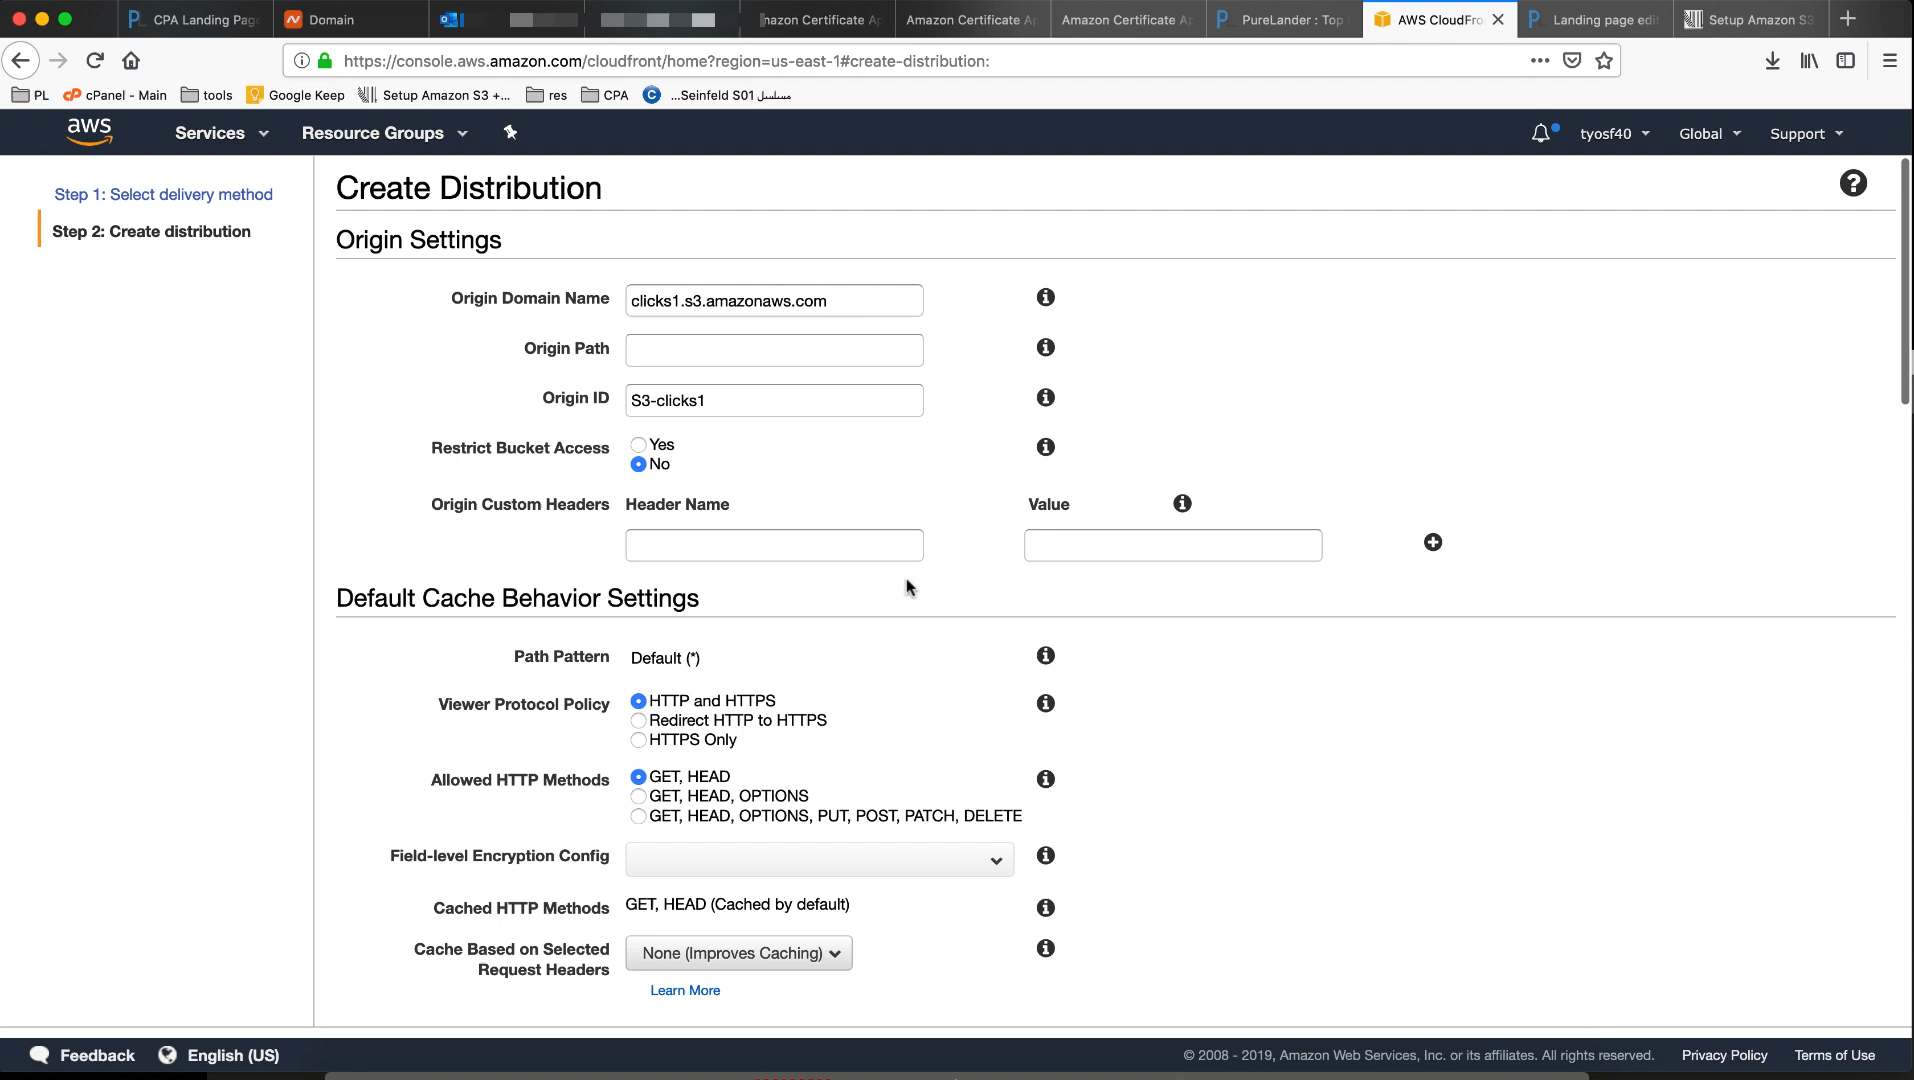 CPA Landing Page
Domain
mazon Certificate Ap
Amazon Certificate Ap
Amazon Certificate Ap
PureLander : Top
AWS CloudFro
Landing page edi
Setup Amazon S3
https://console.aws.amazon.com/cloudfront/home?region=us-east-1#create-distribution:
PL
cPanel - Main
tools
Google Keep
Setup Amazon S3 +...
res
CPA
...Seinfeld S01 مسلسل
aws
Services
Resource Groups
tyosf40
Global
Support
Step 1: Select delivery method
Step 2: Create distribution
Create Distribution
Origin Settings
Origin Domain Name
clicks1.s3.amazonaws.com
Origin Path
Origin ID
S3-clicks1
Restrict Bucket Access
Yes
No
Origin Custom Headers
Header Name
Value
Default Cache Behavior Settings
Path Pattern
Default (*)
Viewer Protocol Policy
HTTP and HTTPS
Redirect HTTP to HTTPS
HTTPS Only
Allowed HTTP Methods
GET, HEAD
GET, HEAD, OPTIONS
GET, HEAD, OPTIONS, PUT, POST, PATCH, DELETE
Field-level Encryption Config
Cached HTTP Methods
GET, HEAD (Cached by default)
Cache Based on Selected
Request Headers
None (Improves Caching)
Learn More
Feedback
English (US)
© 2008 - 2019, Amazon Web Services, Inc. or its affiliates. All rights reserved.
Privacy Policy
Terms of Use